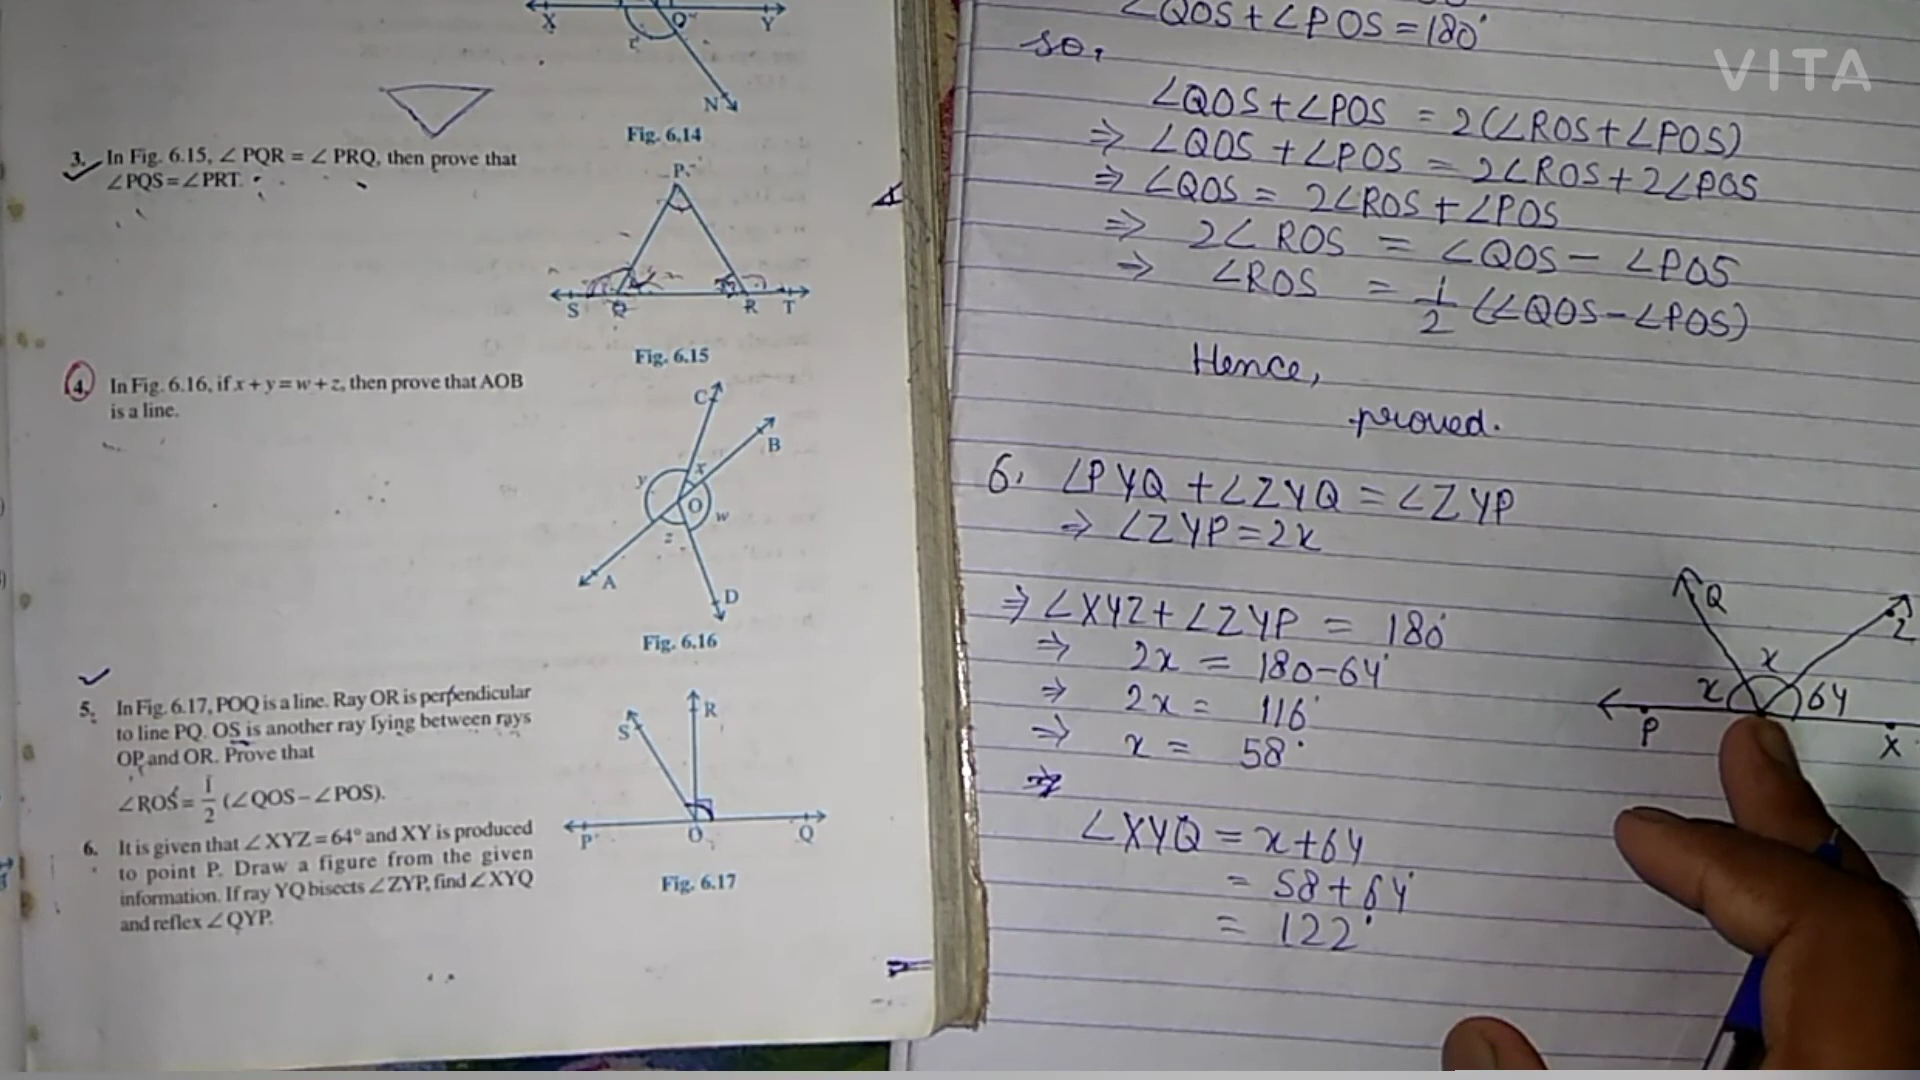 X
Y
O
N
Fig. 6.14
3. In Fig. 6.15, ∠ PQR = ∠ PRQ, then prove that
∠ PQS = ∠ PRT.
P
S
Q
R
T
Fig. 6.15
4. In Fig. 6.16, if x + y = w + z, then prove that AOB
is a line.
C
B
x
y
O
w
z
A
D
Fig. 6.16
5. In Fig. 6.17, POQ is a line. Ray OR is perpendicular
to line PQ. OS is another ray lying between rays
OP and OR. Prove that
∠ ROS = 1/2 (∠ QOS – ∠ POS).
R
S
P
O
Q
Fig. 6.17
6. It is given that ∠ XYZ = 64° and XY is produced
to point P. Draw a figure from the given
information. If ray YQ bisects ∠ ZYP, find ∠ XYQ
and reflex ∠ QYP.
∠QOS + ∠POS = 180°
so,
∠QOS + ∠POS = 2(∠ROS + ∠POS)
⇒ ∠QOS + ∠POS = 2∠ROS + 2∠POS
⇒ ∠QOS = 2∠ROS + ∠POS
⇒ 2∠ROS = ∠QOS – ∠POS
⇒ ∠ROS = 1/2 (∠QOS – ∠POS)
Hence,
proved.
6. ∠PYQ + ∠ZYQ = ∠ZYP
⇒ ∠ZYP = 2x
⇒ ∠XYZ + ∠ZYP = 180°
⇒ 2x = 180 – 64°
⇒ 2x = 116°
⇒ x = 58°
⇒
∠XYQ = x + 64
= 58 + 64°
= 122°
Q
Z
x
x
64
P
X
VITA